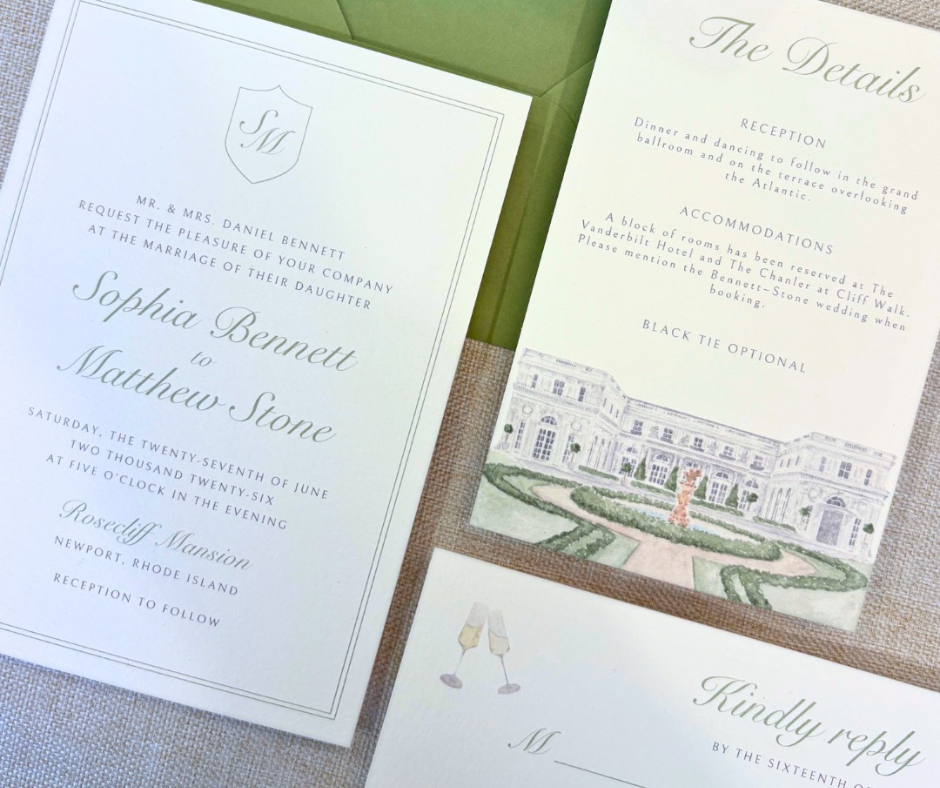 S
M
MR. & MRS. DANIEL BENNETT
REQUEST THE PLEASURE OF YOUR COMPANY
AT THE MARRIAGE OF THEIR DAUGHTER
Sophia Bennett
to
Matthew Stone
SATURDAY, THE TWENTY-SEVENTH OF JUNE
TWO THOUSAND TWENTY-SIX
AT FIVE O'CLOCK IN THE EVENING
Rosecliff Mansion
NEWPORT, RHODE ISLAND
RECEPTION TO FOLLOW
The Details
RECEPTION
Dinner and dancing to follow in the grand
ballroom and on the terrace overlooking
the Atlantic.
ACCOMMODATIONS
A block of rooms has been reserved at The
Vanderbilt Hotel and The Chanler at Cliff Walk.
Please mention the Bennett–Stone wedding when
booking.
BLACK TIE OPTIONAL
Kindly reply
BY THE SIXTEENTH OF
M